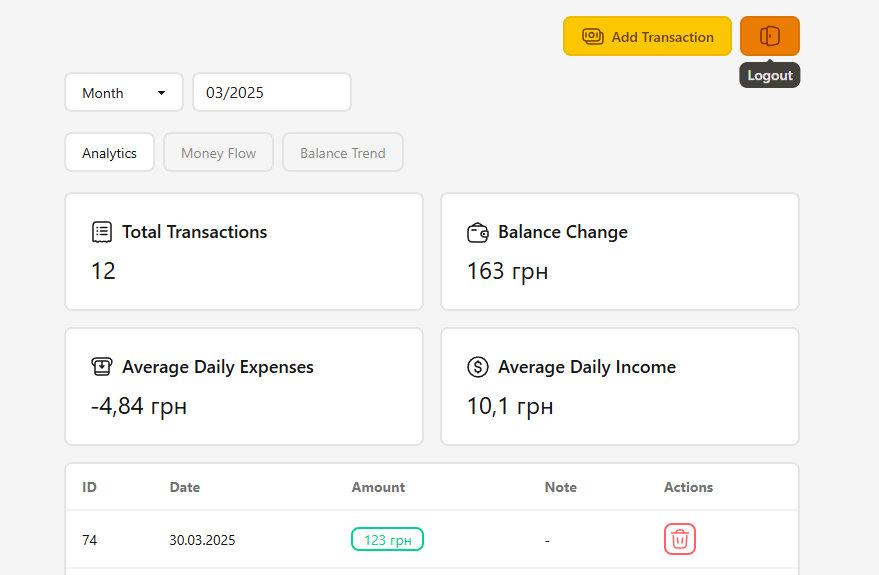 Add Transaction
Logout
Month
03/2025
Analytics
Money Flow
Balance Trend
Total Transactions
12
Balance Change
163 грн
Average Daily Expenses
-4,84 грн
Average Daily Income
10,1 грн
ID Date Amount Note Actions
74 30.03.2025 123 грн -